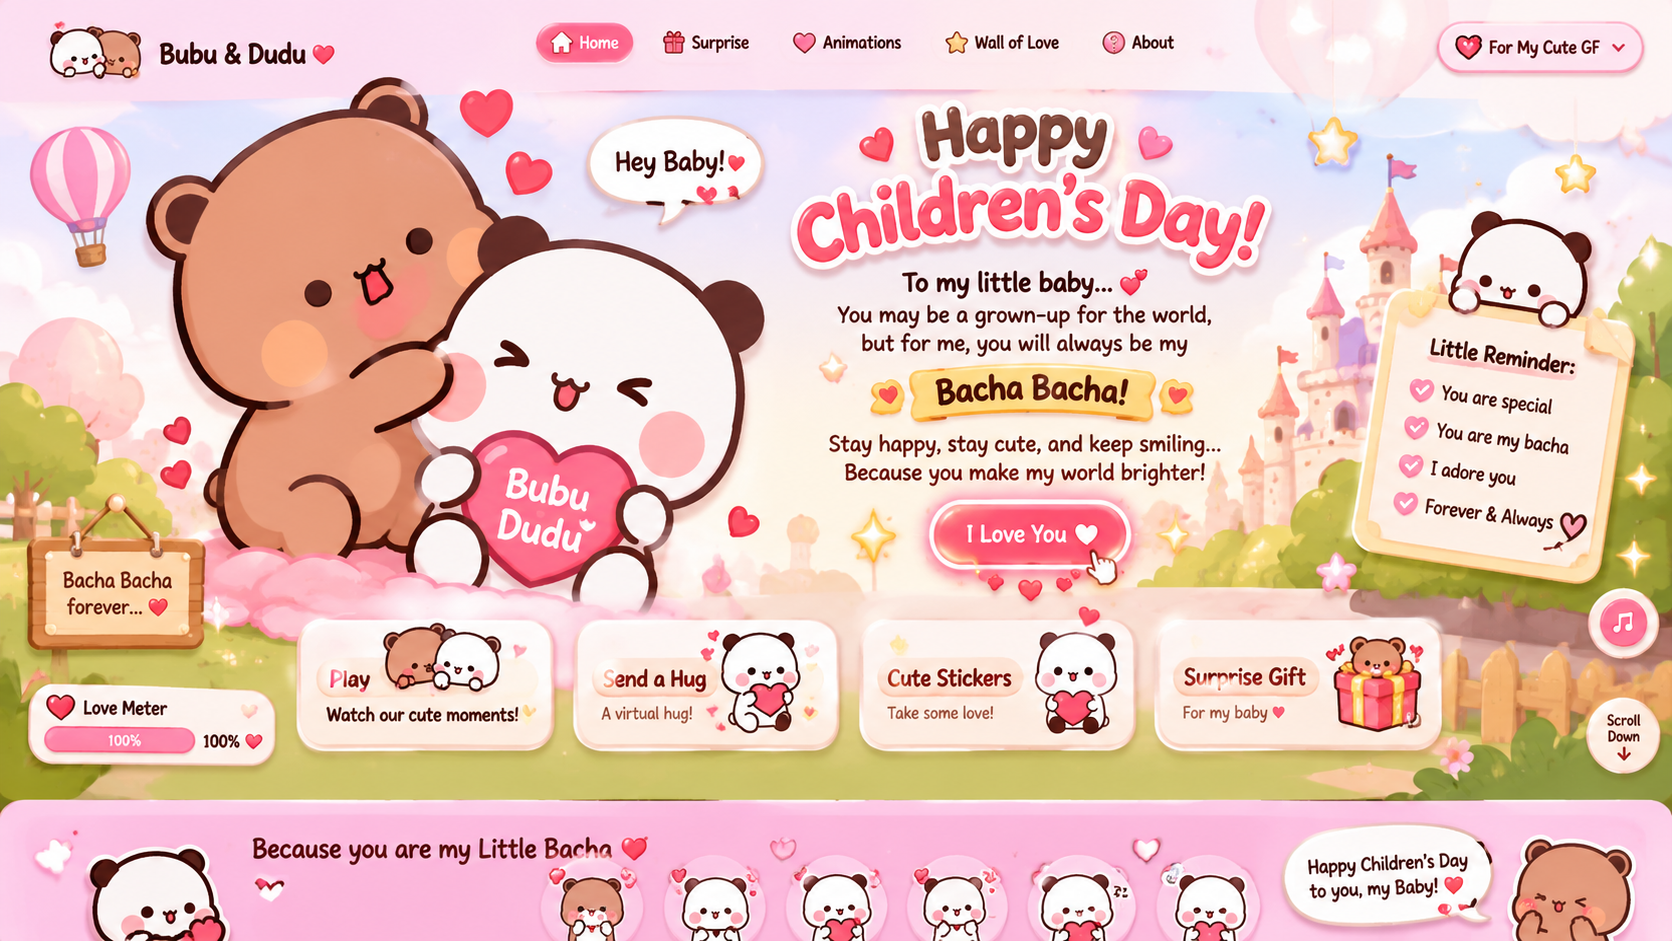 Bubu & Dudu
Home
Surprise
Animations
Wall of Love
About
For My Cute GF
Hey Baby!
Happy
Children's Day!
To my little baby...
You may be a grown-up for the world,
but for me, you will always be my
Bacha Bacha!
Stay happy, stay cute, and keep smiling...
Because you make my world brighter!
I Love You
Bubu
Dudu
Little Reminder:
You are special
You are my bacha
I adore you
Forever & Always
Bacha Bacha
forever...
Love Meter
100%
100%
Play
Watch our cute moments!
Send a Hug
A virtual hug!
Cute Stickers
Take some love!
Surprise Gift
For my baby
Scroll
Down
Because you are my Little Bacha
Happy Children's Day
to you, my Baby!